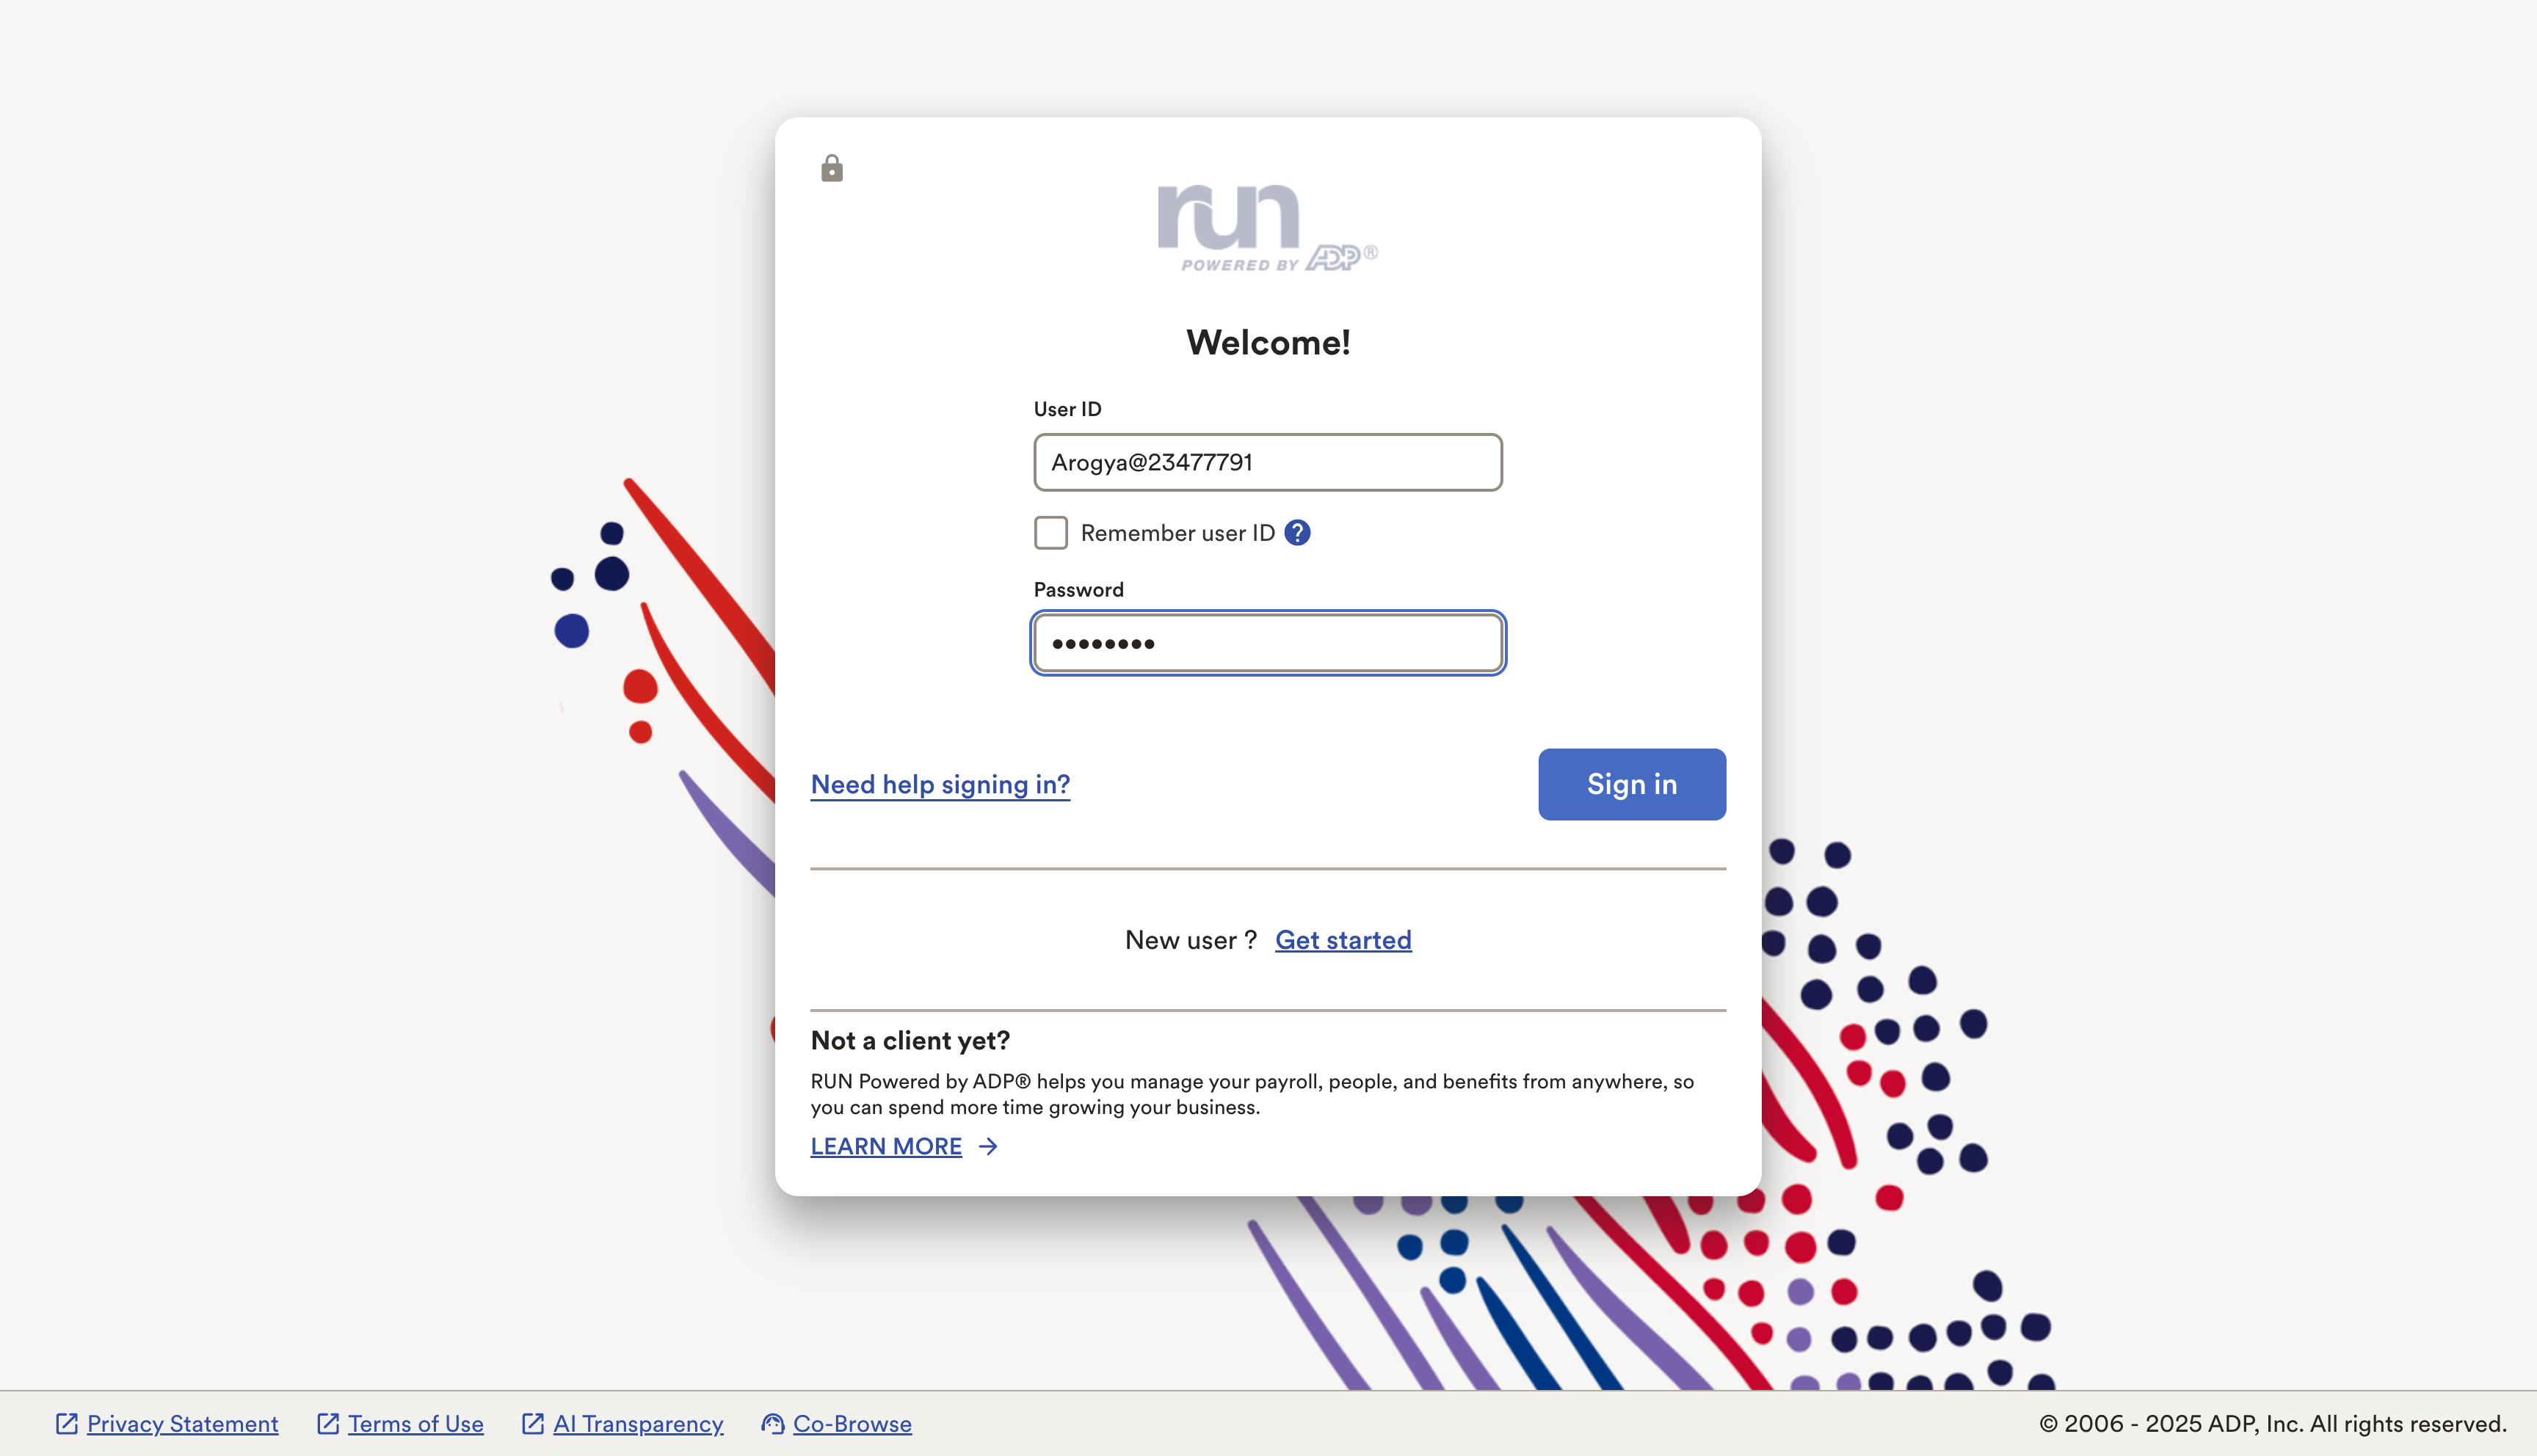 run
POWERED BY ADP®
Welcome!
User ID
Arogya@23477791
Remember user ID ?
Password
••••••••
Need help signing in?
Sign in
New user ? Get started
Not a client yet?
RUN Powered by ADP® helps you manage your payroll, people, and benefits from anywhere, so
you can spend more time growing your business.
LEARN MORE →
Privacy Statement Terms of Use AI Transparency Co-Browse © 2006 - 2025 ADP, Inc. All rights reserved.